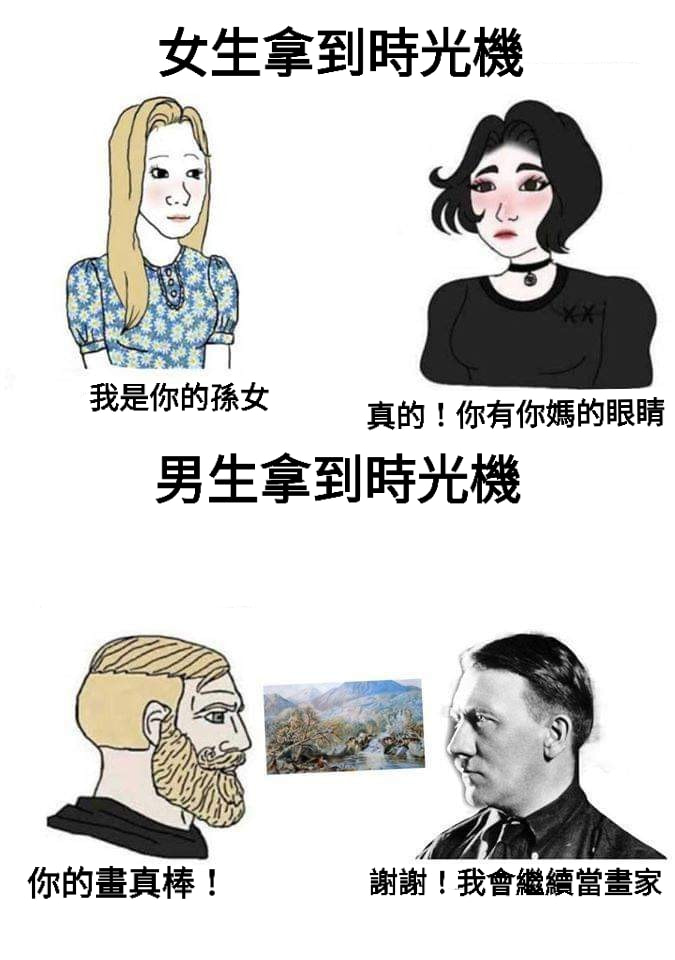 女生拿到時光機
我是你的孫女
真的！你有你媽的眼睛
男生拿到時光機
你的畫真棒！
謝謝！我會繼續當畫家